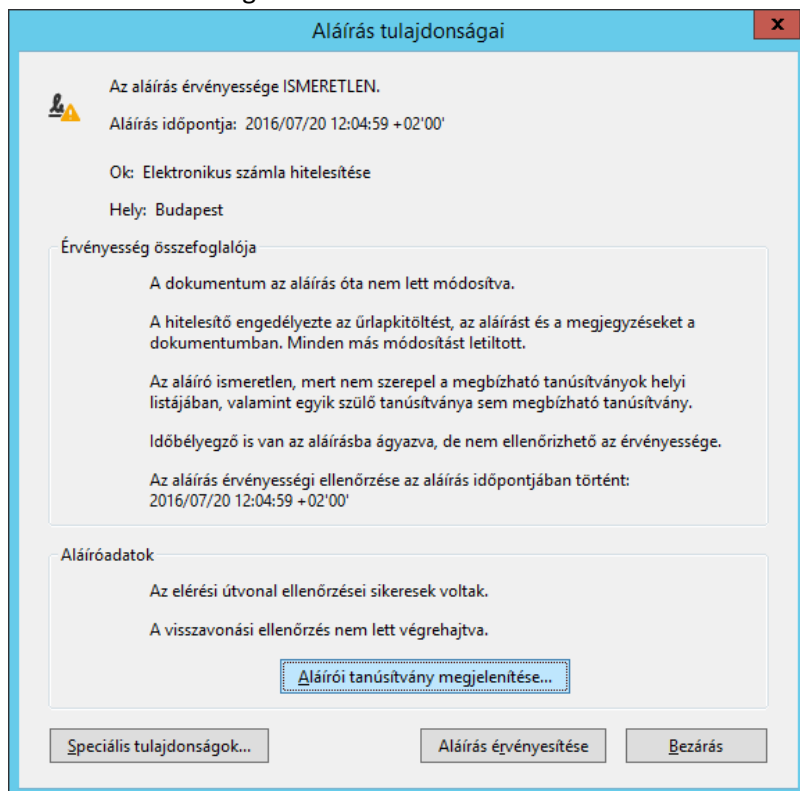 Aláírás tulajdonságai
x
Az aláírás érvényessége ISMERETLEN.
Aláírás időpontja: 2016/07/20 12:04:59 +02'00'
Ok: Elektronikus számla hitelesítése
Hely: Budapest
Érvényesség összefoglalója
A dokumentum az aláírás óta nem lett módosítva.
A hitelesítő engedélyezte az űrlapkitöltést, az aláírást és a megjegyzéseket a
dokumentumban. Minden más módosítást letiltott.
Az aláíró ismeretlen, mert nem szerepel a megbízható tanúsítványok helyi
listájában, valamint egyik szülő tanúsítványa sem megbízható tanúsítvány.
Időbélyegző is van az aláírásba ágyazva, de nem ellenőrizhető az érvényessége.
Az aláírás érvényességi ellenőrzése az aláírás időpontjában történt:
2016/07/20 12:04:59 +02'00'
Aláíróadatok
Az elérési útvonal ellenőrzései sikeresek voltak.
A visszavonási ellenőrzés nem lett végrehajtva.
Aláírói tanúsítvány megjelenítése...
Speciális tulajdonságok...
Aláírás érvényesítése
Bezárás